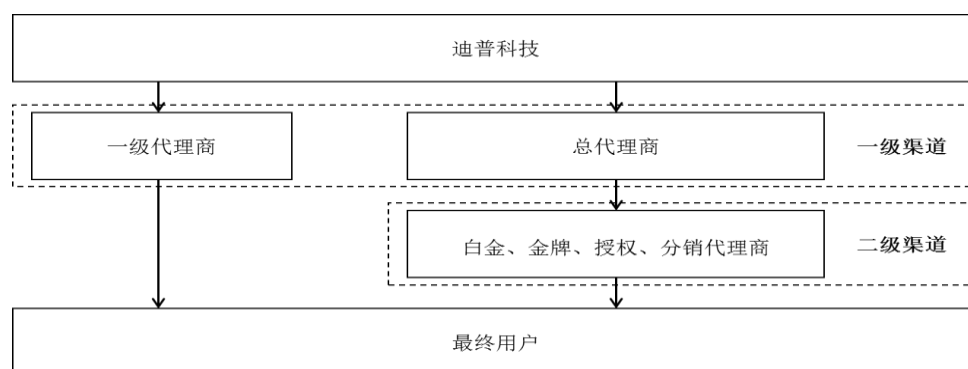 迪普科技
一级代理商
总代理商
一级渠道
白金、金牌、授权、分销代理商
二级渠道
最终用户